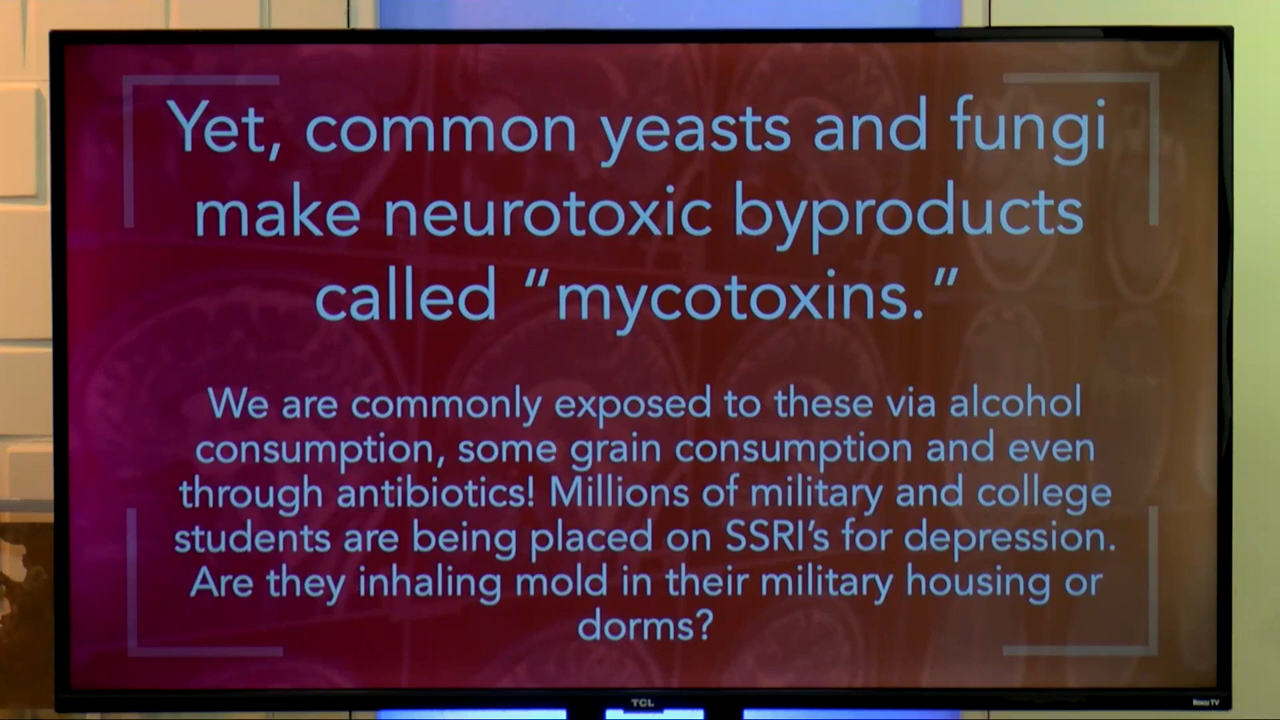 Yet, common yeasts and fungi
make neurotoxic byproducts
called “mycotoxins.”
We are commonly exposed to these via alcohol
consumption, some grain consumption and even
through antibiotics! Millions of military and college
students are being placed on SSRI’s for depression.
Are they inhaling mold in their military housing or
dorms?
TCL
Roku TV